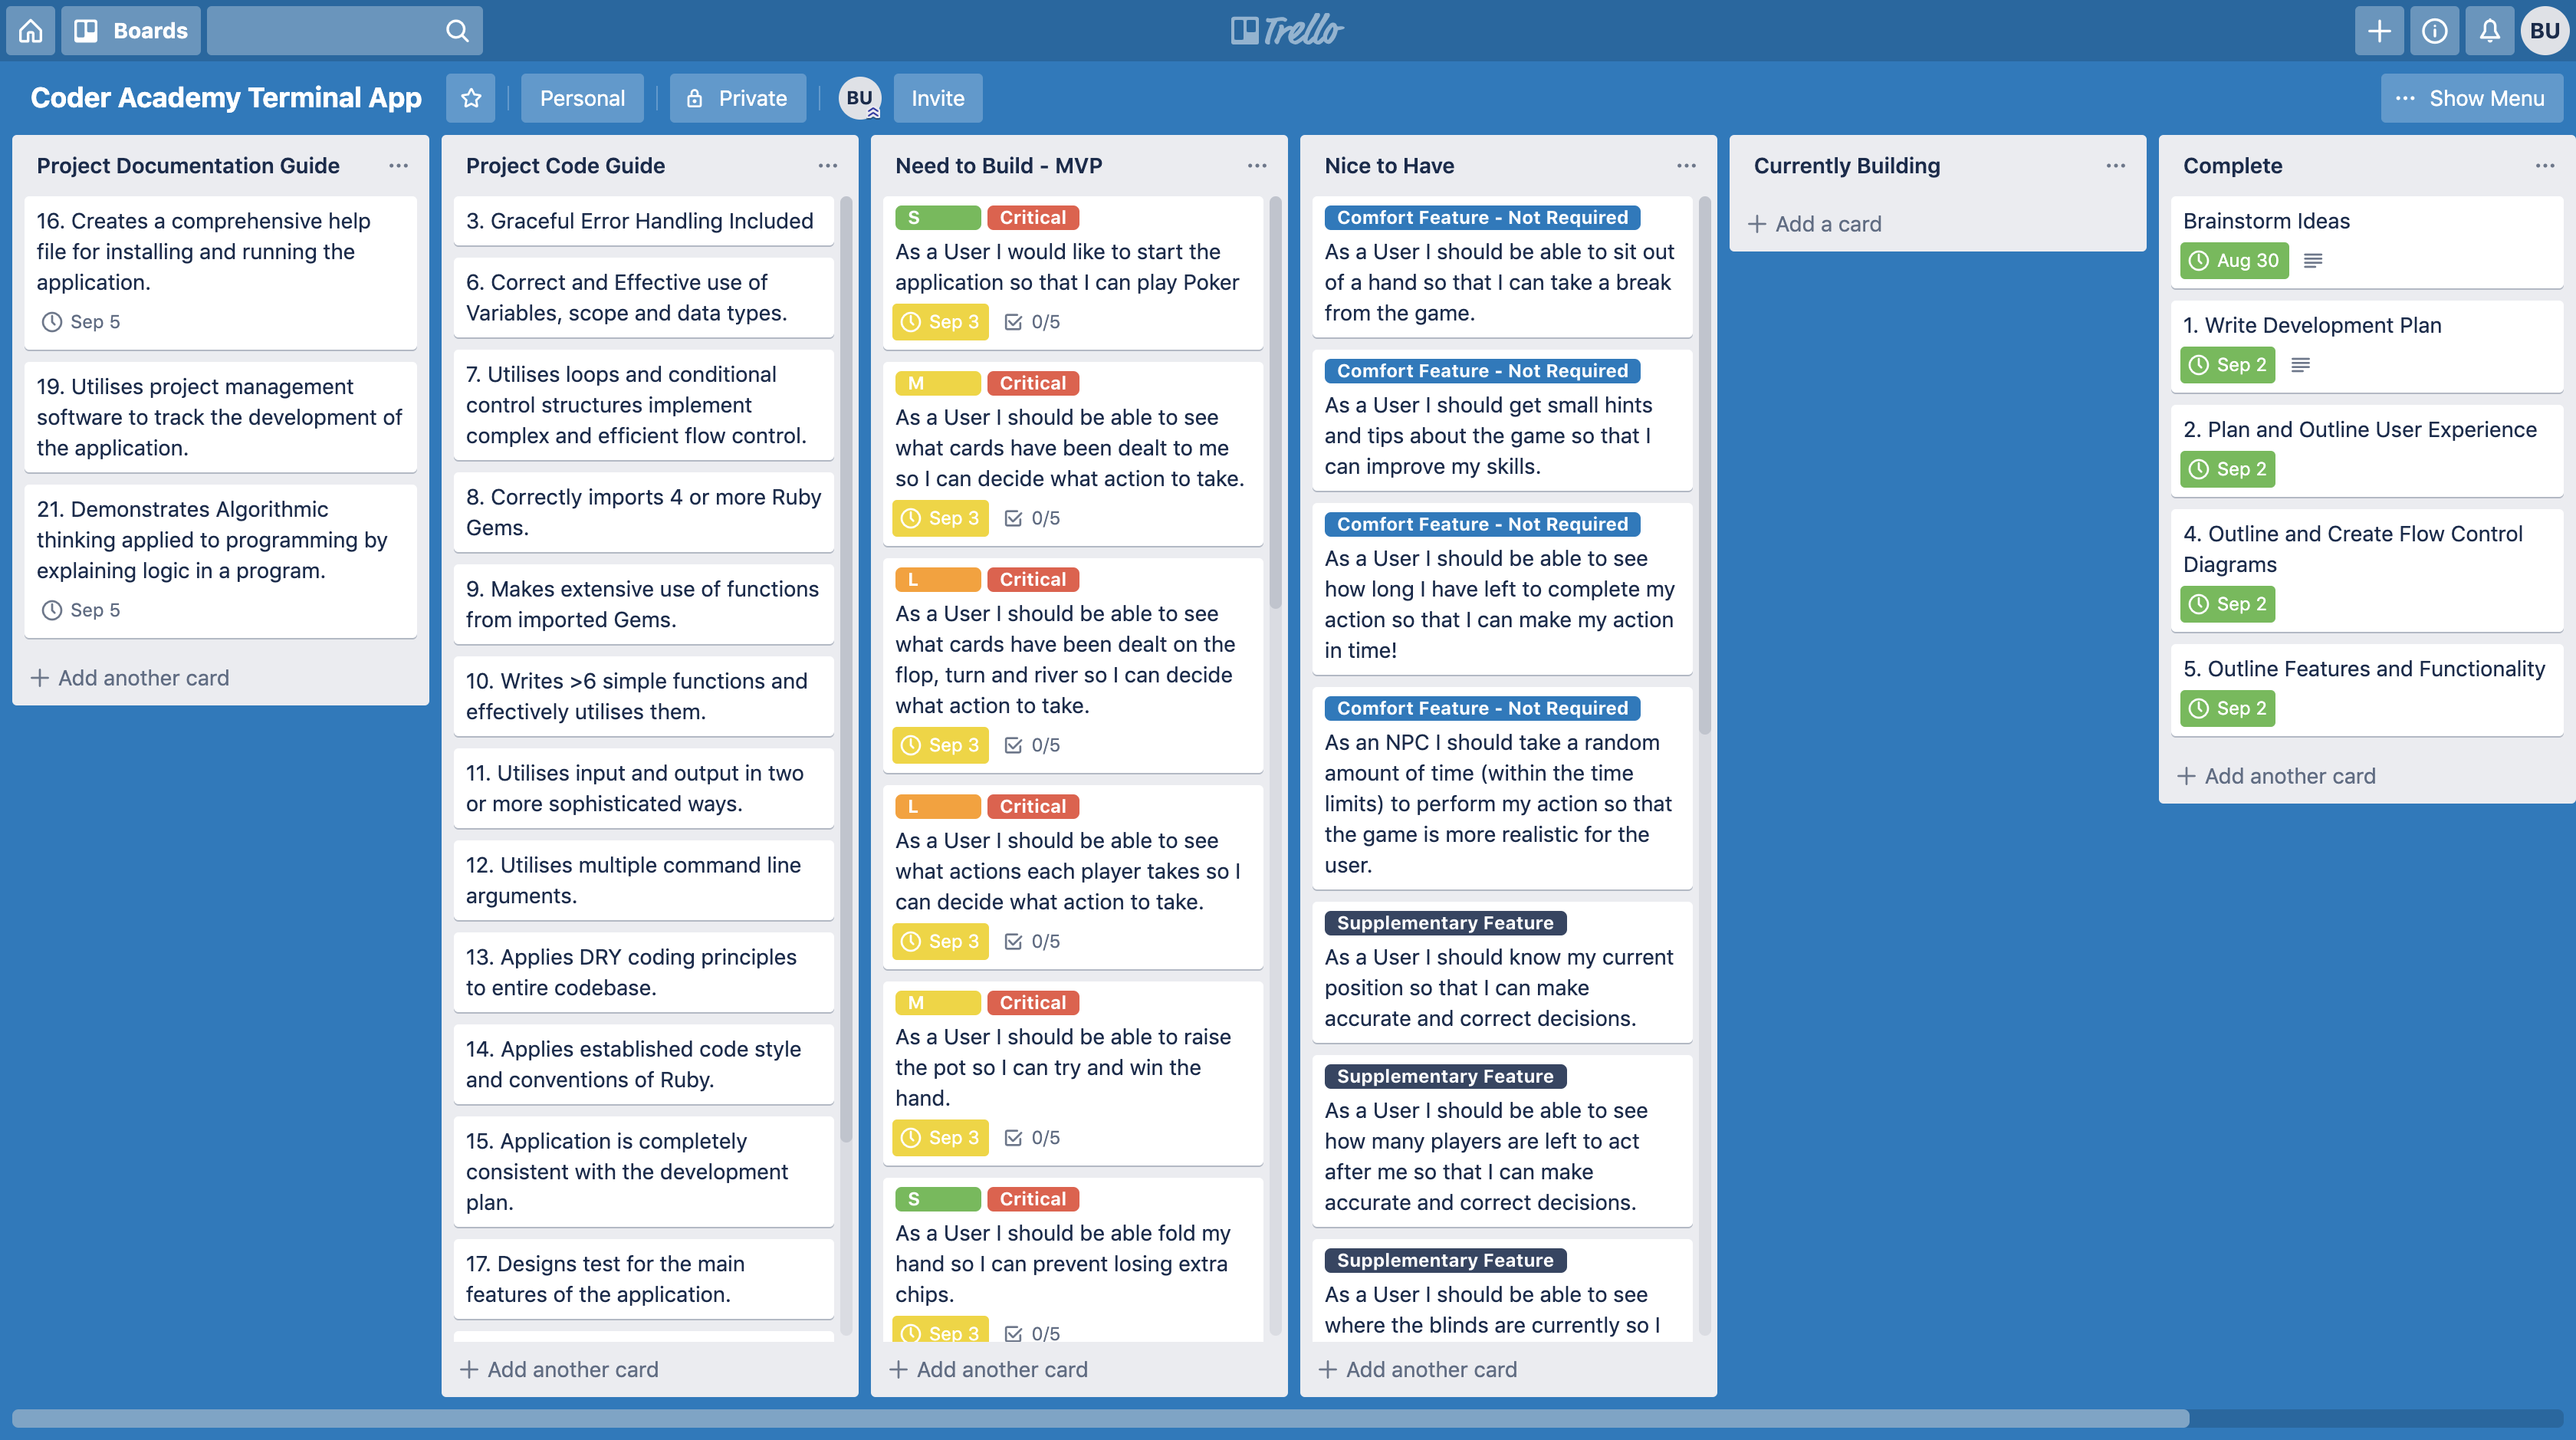 Boards
Trello
BU
Coder Academy Terminal App
Personal
Private
BU
Invite
Show Menu
Project Documentation Guide
16. Creates a comprehensive help
file for installing and running the
application.
Sep 5
19. Utilises project management
software to track the development of
the application.
21. Demonstrates Algorithmic
thinking applied to programming by
explaining logic in a program.
Sep 5
Add another card
Project Code Guide
3. Graceful Error Handling Included
6. Correct and Effective use of
Variables, scope and data types.
7. Utilises loops and conditional
control structures implement
complex and efficient flow control.
8. Correctly imports 4 or more Ruby
Gems.
9. Makes extensive use of functions
from imported Gems.
10. Writes >6 simple functions and
effectively utilises them.
11. Utilises input and output in two
or more sophisticated ways.
12. Utilises multiple command line
arguments.
13. Applies DRY coding principles
to entire codebase.
14. Applies established code style
and conventions of Ruby.
15. Application is completely
consistent with the development
plan.
17. Designs test for the main
features of the application.
Add another card
Need to Build - MVP
S Critical
As a User I would like to start the
application so that I can play Poker
Sep 3 0/5
M Critical
As a User I should be able to see
what cards have been dealt to me
so I can decide what action to take.
Sep 3 0/5
L Critical
As a User I should be able to see
what cards have been dealt on the
flop, turn and river so I can decide
what action to take.
Sep 3 0/5
L Critical
As a User I should be able to see
what actions each player takes so I
can decide what action to take.
Sep 3 0/5
M Critical
As a User I should be able to raise
the pot so I can try and win the
hand.
Sep 3 0/5
S Critical
As a User I should be able fold my
hand so I can prevent losing extra
chips.
Sep 3 0/5
Add another card
Nice to Have
Comfort Feature - Not Required
As a User I should be able to sit out
of a hand so that I can take a break
from the game.
Comfort Feature - Not Required
As a User I should get small hints
and tips about the game so that I
can improve my skills.
Comfort Feature - Not Required
As a User I should be able to see
how long I have left to complete my
action so that I can make my action
in time!
Comfort Feature - Not Required
As an NPC I should take a random
amount of time (within the time
limits) to perform my action so that
the game is more realistic for the
user.
Supplementary Feature
As a User I should know my current
position so that I can make
accurate and correct decisions.
Supplementary Feature
As a User I should be able to see
how many players are left to act
after me so that I can make
accurate and correct decisions.
Supplementary Feature
As a User I should be able to see
where the blinds are currently so I
Add another card
Currently Building
Add a card
Complete
Brainstorm Ideas
Aug 30
1. Write Development Plan
Sep 2
2. Plan and Outline User Experience
Sep 2
4. Outline and Create Flow Control
Diagrams
Sep 2
5. Outline Features and Functionality
Sep 2
Add another card